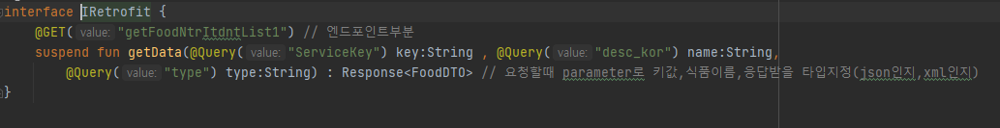 interface IRetrofit {
@GET( value: "getFoodNtrItdntList1") // 엔드포인트부분
suspend fun getData(@Query( value: "ServiceKey") key:String , @Query( value: "desc_kor") name:String,
@Query( value: "type") type:String) : Response<FoodDTO> // 요청할때 parameter로 키값,식품이름,응답받을 타입지정(json인지,xml인지)
}